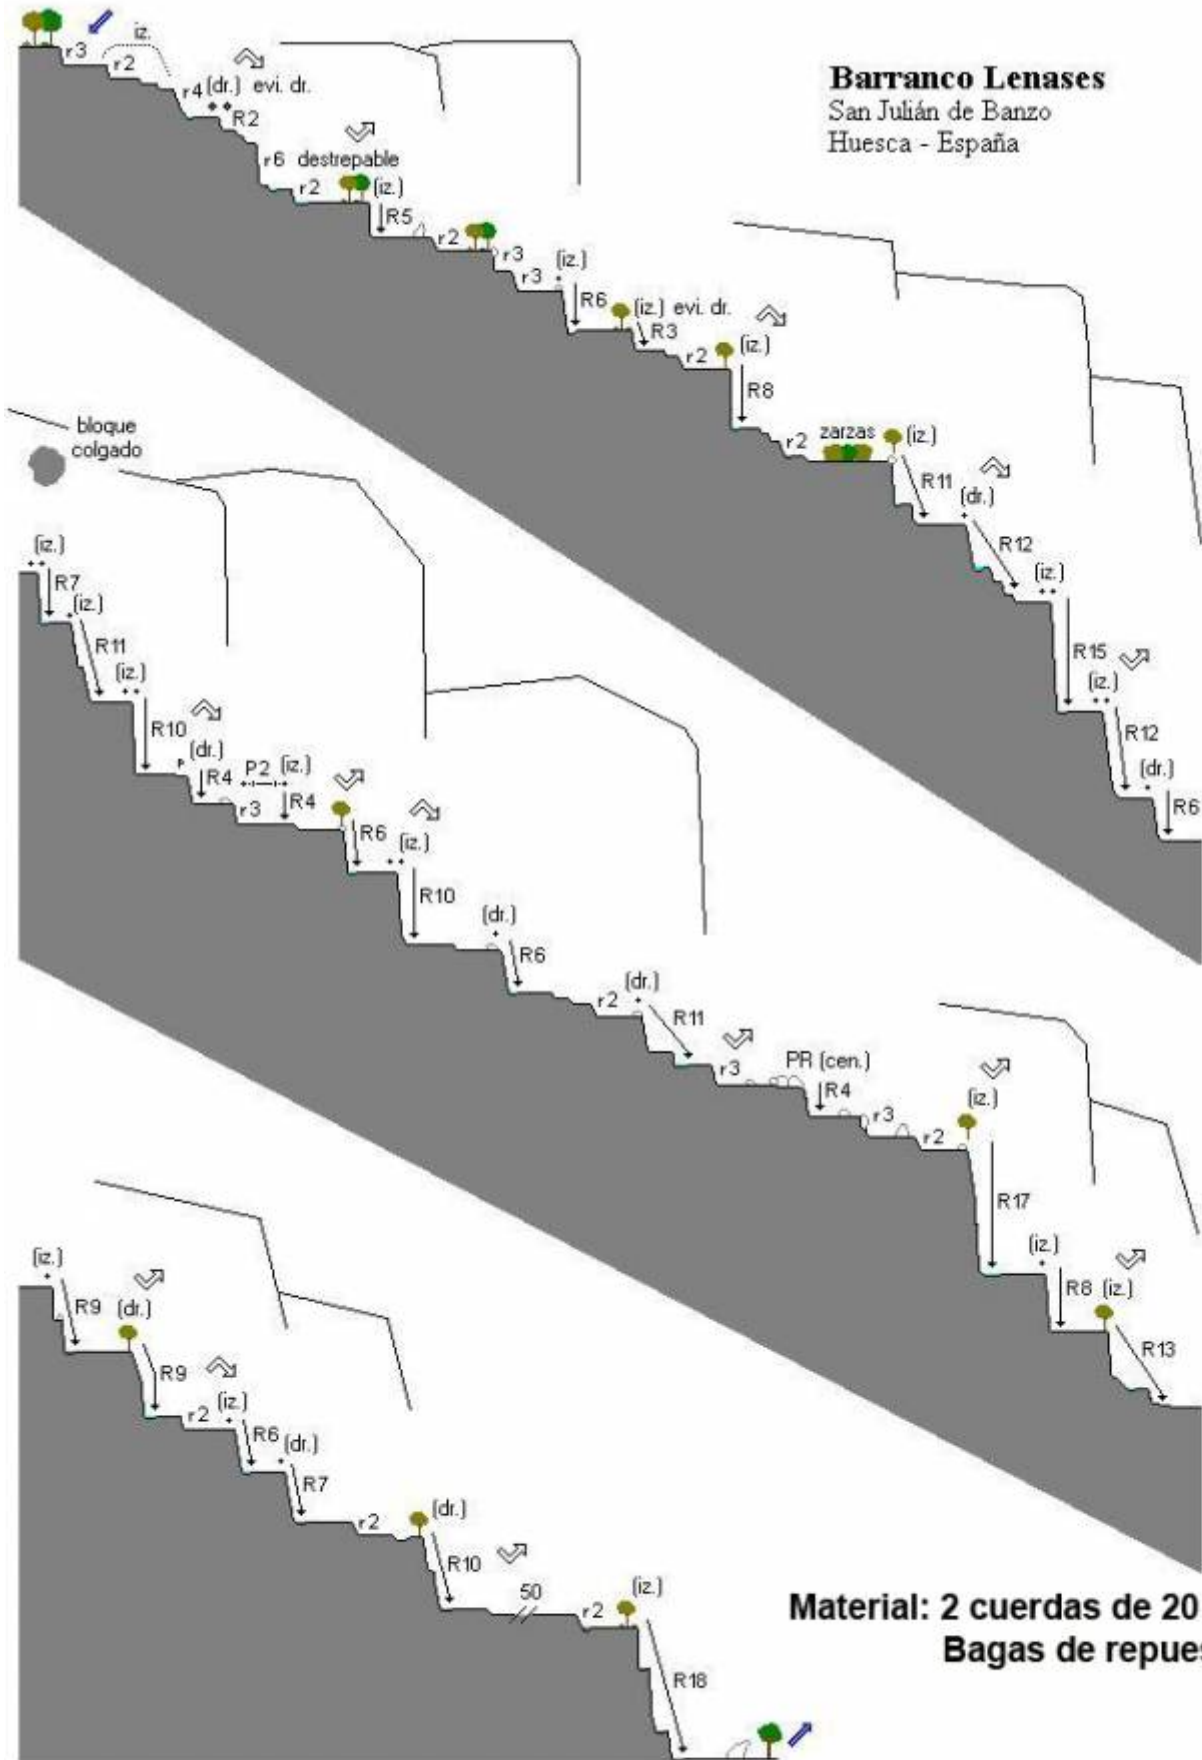 Barranco Lenases
San Julián de Banzo
Huesca - España
r3
iz.
r2
r4
(dr.) evi. dr.
R2
r6 destrepable
r2
(iz.)
R5
r2
r3
r3
(iz.)
R6
(iz.) evi. dr.
R3
r2
(iz.)
R8
r2
zarzas
(iz.)
R11
(dr.)
R12
(iz.)
R15
(iz.)
R12
(dr.)
R6
bloque
colgado
(iz.)
R7
(iz.)
R11
(iz.)
R10
P
(dr.)
R4
r3
P2
(iz.)
R4
R6
(iz.)
R10
(dr.)
R6
r2
(dr.)
R11
r3
PR (cen.)
R4
r3
r2
(iz.)
R17
(iz.)
R8
(iz.)
R13
(iz.)
R9
(dr.)
R9
r2
(iz.)
R6
(dr.)
R7
r2
(dr.)
R10
50
r2
(iz.)
R18
Material: 2 cuerdas de 20
Bagas de repues